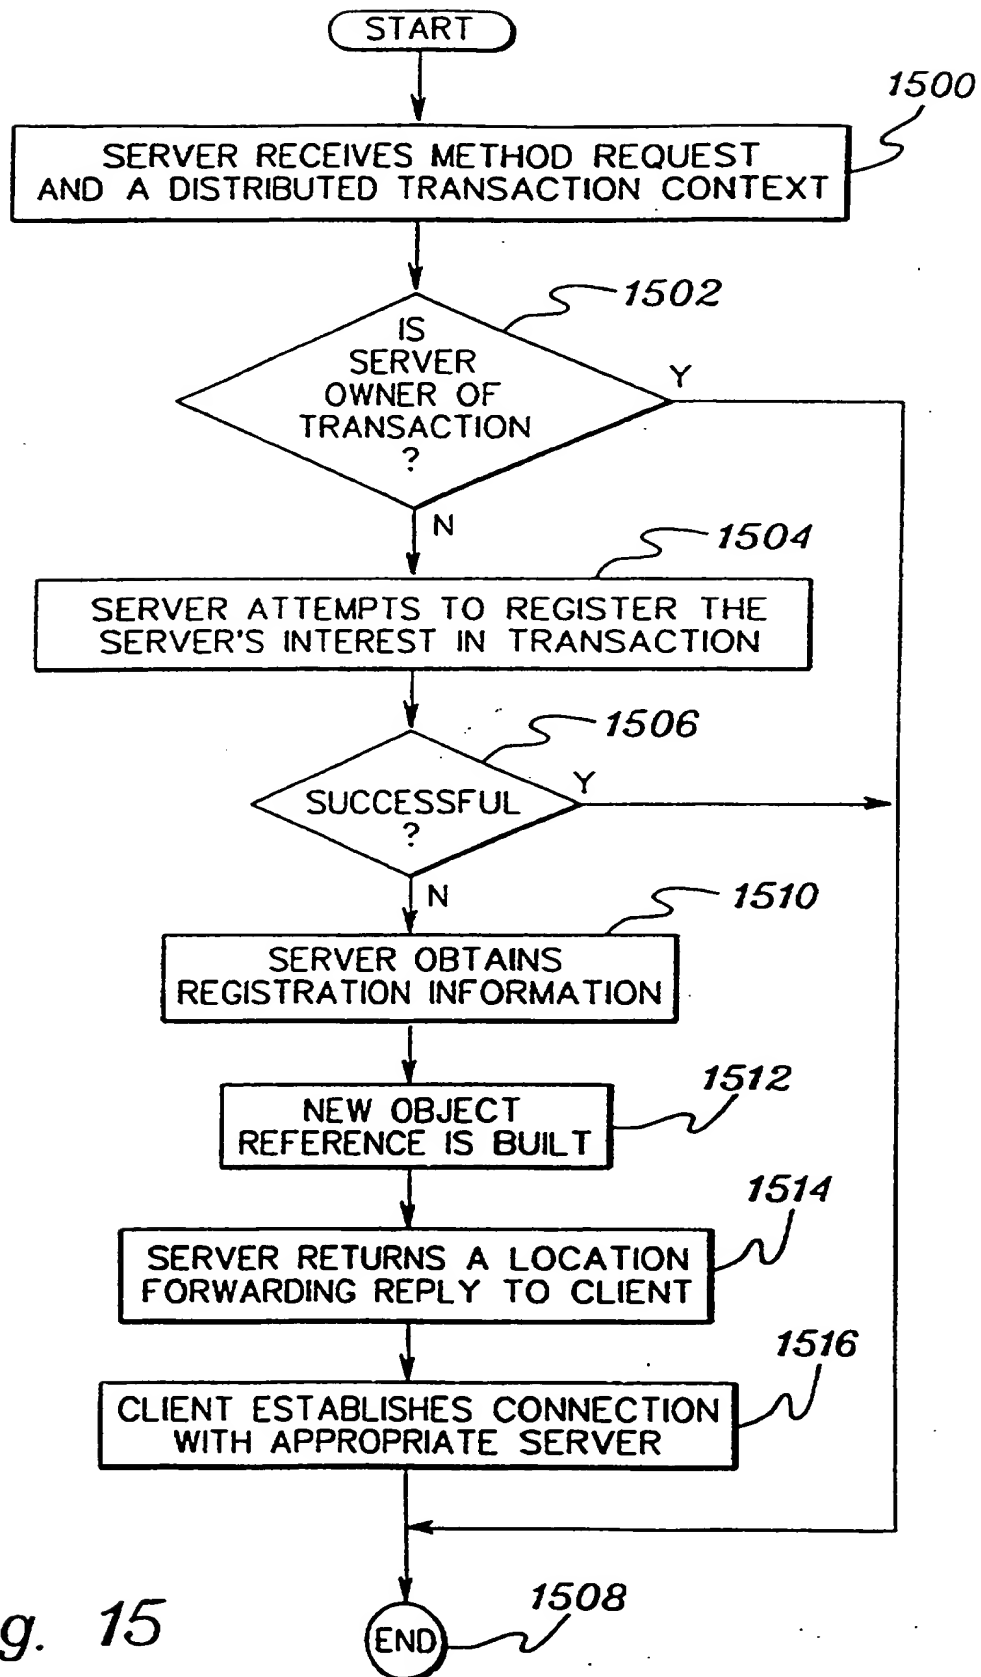 START
1500
SERVER RECEIVES METHOD REQUEST
AND A DISTRIBUTED TRANSACTION CONTEXT
1502
IS
SERVER
OWNER OF
TRANSACTION
?
Y
N
1504
SERVER ATTEMPTS TO REGISTER THE
SERVER'S INTEREST IN TRANSACTION
1506
SUCCESSFUL
?
Y
N
1510
SERVER OBTAINS
REGISTRATION INFORMATION
1512
NEW OBJECT
REFERENCE IS BUILT
1514
SERVER RETURNS A LOCATION
FORWARDING REPLY TO CLIENT
1516
CLIENT ESTABLISHES CONNECTION
WITH APPROPRIATE SERVER
1508
END
g. 15